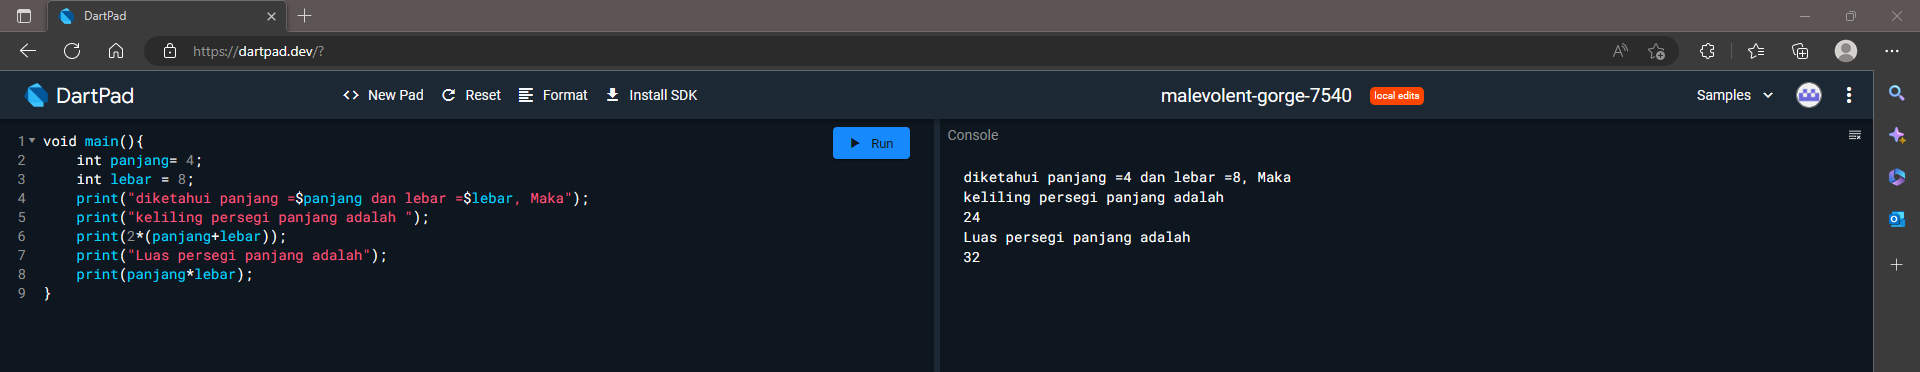 DartPad
https://dartpad.dev/?
DartPad
<> New Pad Reset Format Install SDK
malevolent-gorge-7540 local edits
Samples
1 void main(){
2     int panjang= 4;
3     int lebar = 8;
4     print("diketahui panjang =$panjang dan lebar =$lebar, Maka");
5     print("keliling persegi panjang adalah ");
6     print(2*(panjang+lebar));
7     print("Luas persegi panjang adalah");
8     print(panjang*lebar);
9 }
Run
Console
diketahui panjang =4 dan lebar =8, Maka
keliling persegi panjang adalah
24
Luas persegi panjang adalah
32